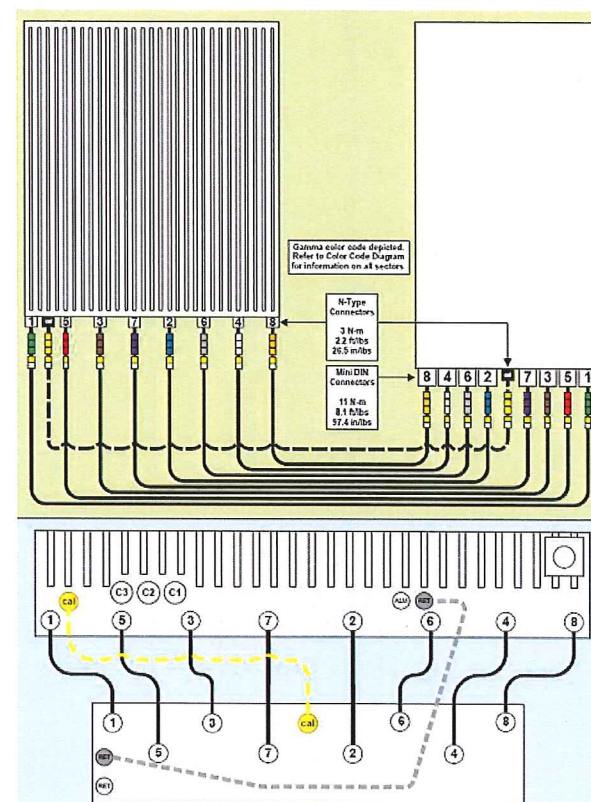 Gamma color code depicted.
Refer to Color Code Diagram
for information on all sectors
N-Type
Connectors
3 N-m
2.2 ft/lbs
26.5 in/lbs
1 5 3 7 2 6 4 8
Mini DIN
Connectors
11 N-m
8.1 ft/lbs
97.4 in/lbs
8 4 6 2 7 3 5 1
C3 C2 C1
cal ALU RET
1 5 3 7 2 6 4 8
1 3 cal 6 8
5 7 2 4
RET
RET